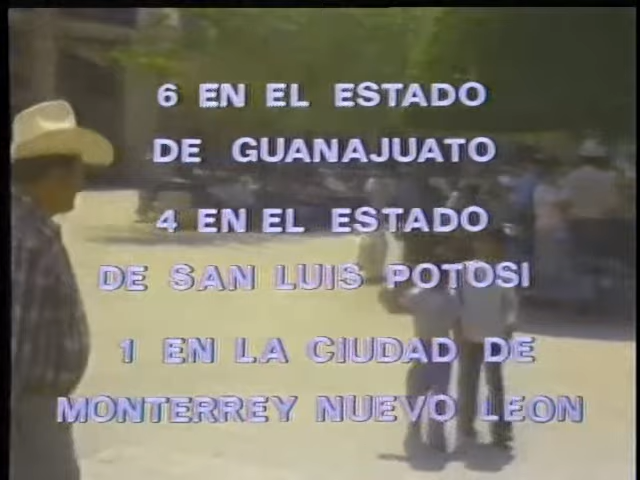 6 EN EL ESTADO
DE GUANAJUATO
4 EN EL ESTADO
DE SAN LUIS POTOSI
1 EN LA CIUDAD DE
MONTERREY NUEVO LEON